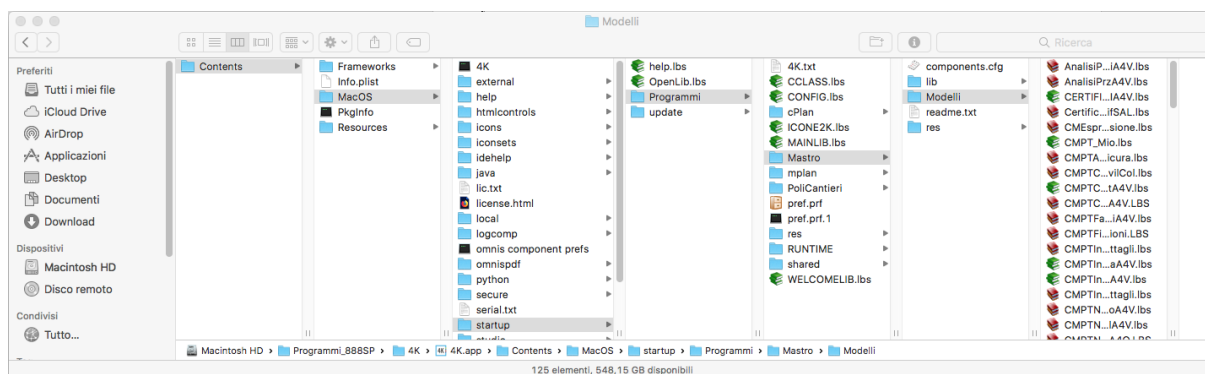 Modelli
Ricerca
Preferiti
Tutti i miei file
iCloud Drive
AirDrop
Applicazioni
Desktop
Documenti
Download
Dispositivi
Macintosh HD
Disco remoto
Condivisi
Tutto...
Contents
Frameworks
Info.plist
MacOS
PkgInfo
Resources
4K
external
help
htmlcontrols
icons
iconsets
idehelp
java
lic.txt
license.html
local
logcomp
omnis component prefs
omnispdf
python
secure
serial.txt
startup
studio
help.lbs
OpenLib.lbs
Programmi
update
4K.txt
CCLASS.lbs
CONFIG.lbs
cPlan
ICONE2K.lbs
MAINLIB.lbs
Mastro
mplan
PoliCantieri
pref.prf
pref.prf.1
res
RUNTIME
shared
WELCOMELIB.lbs
components.cfg
lib
Modelli
readme.txt
res
AnalisiP...iA4V.lbs
AnalisiPrzA4V.lbs
CERTIFI...IA4V.lbs
Certific...ifSAL.lbs
CMEspr...sione.lbs
CMPT_Mio.lbs
CMPTA...icura.lbs
CMPTC...vilCol.lbs
CMPTC...tA4V.lbs
CMPTC...A4V.LBS
CMPTFa...iA4V.lbs
CMPTFi...ioni.LBS
CMPTIn...ttagli.lbs
CMPTIn...aA4V.lbs
CMPTIn...A4V.lbs
CMPTIn...ttagli.lbs
CMPTN...oA4V.lbs
CMPTN...IA4V.lbs
Macintosh HD › Programmi_888SP › 4K › 4K.app › Contents › MacOS › startup › Programmi › Mastro › Modelli
125 elementi, 548,15 GB disponibili